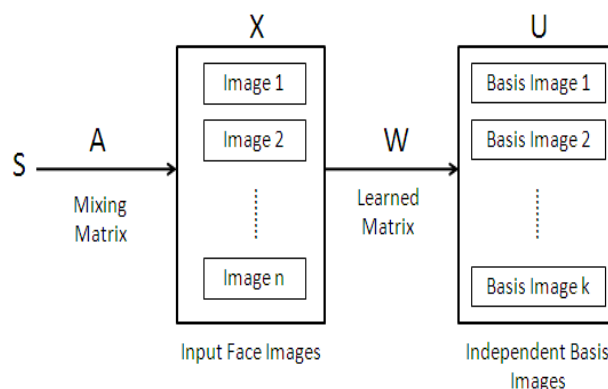 X
U
Image 1
Basis Image 1
A
Image 2
W
Basis Image 2
S
Mixing
Matrix
Learned
Matrix
Image n
Basis Image k
Input Face Images
Independent Basis
Images